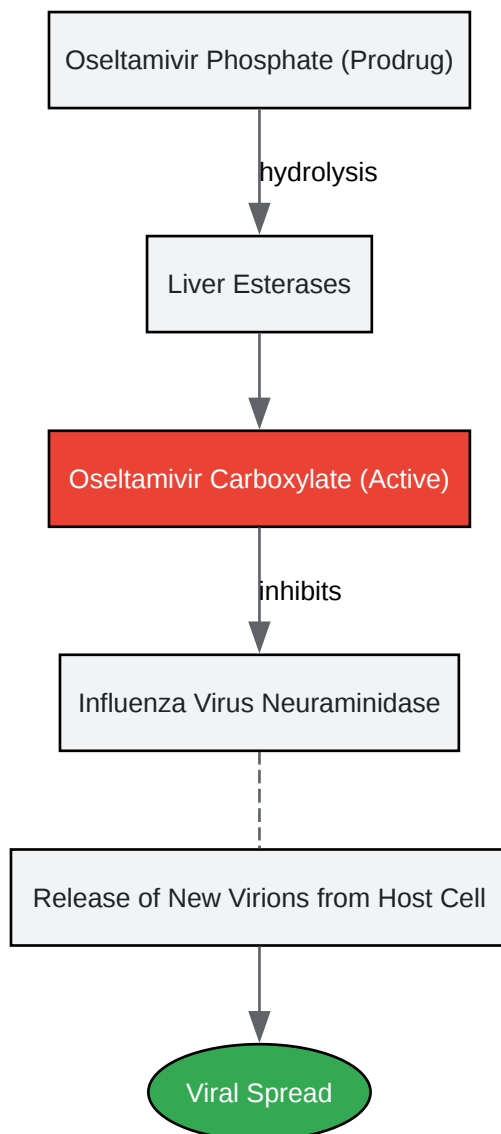 Oseltamivir Phosphate (Prodrug)
hydrolysis
Liver Esterases
Oseltamivir Carboxylate (Active)
inhibits
Influenza Virus Neuraminidase
Release of New Virions from Host Cell
Viral Spread